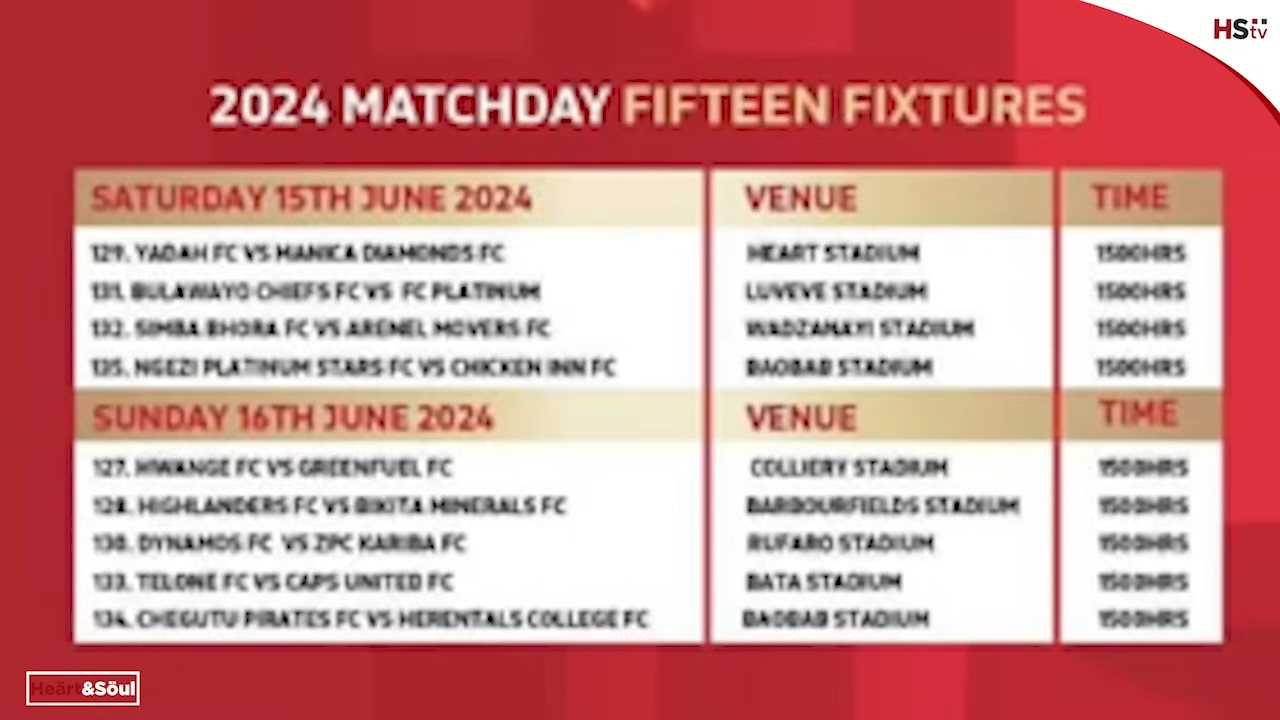 HStv
2024 MATCHDAY FIFTEEN FIXTURES
SATURDAY 15TH JUNE 2024 VENUE TIME
129. YADAH FC VS MANICA DIAMONDS FC HEART STADIUM 1500HRS
131. BULAWAYO CHIEFS FC VS FC PLATINUM LUVEVE STADIUM 1500HRS
132. SIMBA BHORA FC VS ARENEL MOVERS FC WADZANAYI STADIUM 1500HRS
135. NGEZI PLATINUM STARS FC VS CHICKEN INN FC BAOBAB STADIUM 1500HRS
SUNDAY 16TH JUNE 2024 VENUE TIME
127. HWANGE FC VS GREENFUEL FC COLLIERY STADIUM 1500HRS
128. HIGHLANDERS FC VS BIKITA MINERALS FC BARBOURFIELDS STADIUM 1500HRS
130. DYNAMOS FC VS ZPC KARIBA FC RUFARO STADIUM 1500HRS
133. TELONE FC VS CAPS UNITED FC BATA STADIUM 1500HRS
134. CHEGUTU PIRATES FC VS HERENTALS COLLEGE FC BAOBAB STADIUM 1500HRS
Heärt&Söul